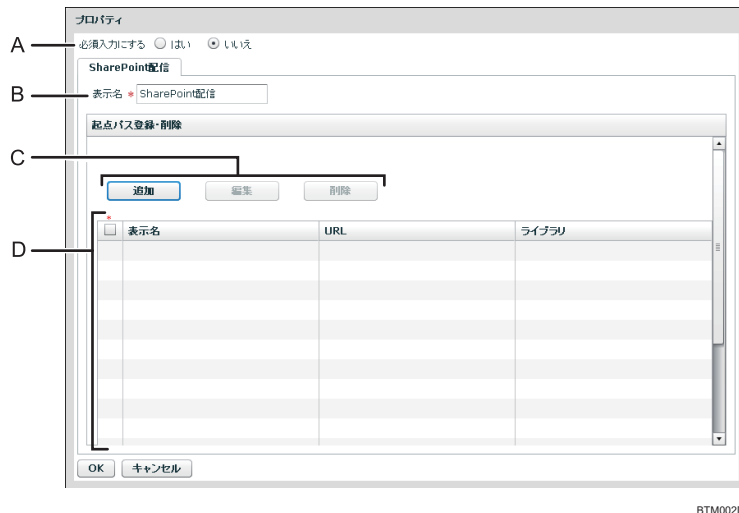 プロパティ
A 必須入力にする はい いいえ
SharePoint配信
B 表示名 * SharePoint配信
起点パス登録・削除
C
追加 編集 削除
*
D 表示名 URL ライブラリ
OK キャンセル